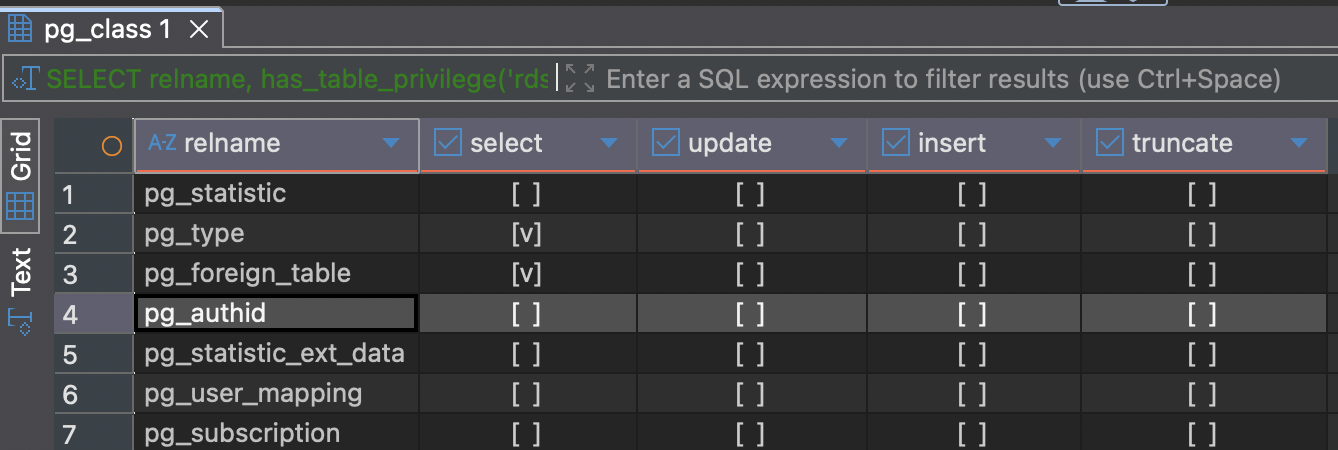 pg_class 1
SELECT relname, has_table_privilege('rds Enter a SQL expression to filter results (use Ctrl+Space)
Grid
Text
A-Z relname select update insert truncate
1 pg_statistic [ ] [ ] [ ] [ ]
2 pg_type [v] [ ] [ ] [ ]
3 pg_foreign_table [v] [ ] [ ] [ ]
4 pg_authid [ ] [ ] [ ] [ ]
5 pg_statistic_ext_data [ ] [ ] [ ] [ ]
6 pg_user_mapping [ ] [ ] [ ] [ ]
7 pg_subscription [ ] [ ] [ ] [ ]